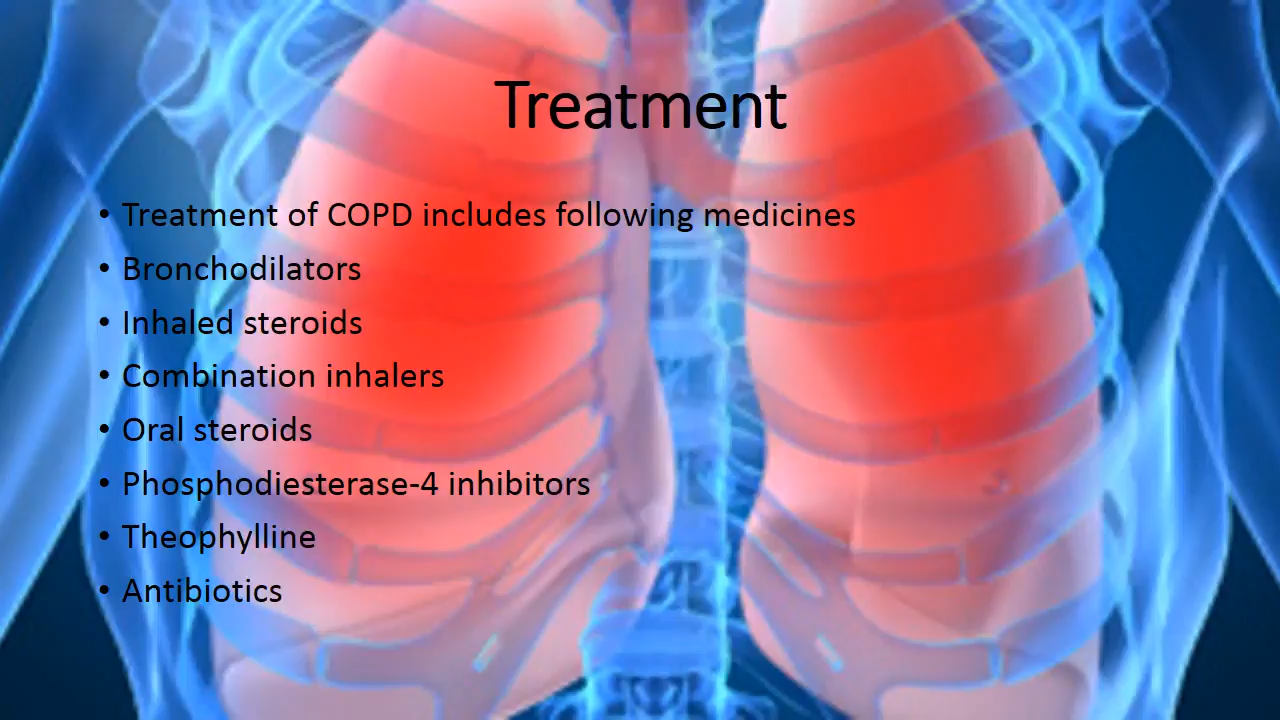 Treatment
• Treatment of COPD includes following medicines
• Bronchodilators
• Inhaled steroids
• Combination inhalers
• Oral steroids
• Phosphodiesterase-4 inhibitors
• Theophylline
• Antibiotics